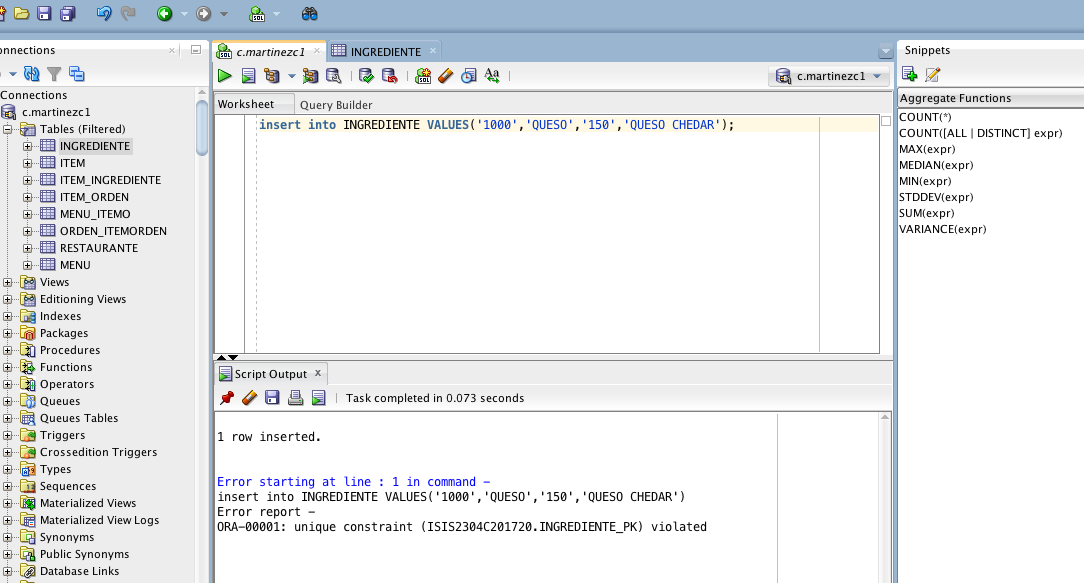 onnections
Connections
c.martinezc1
Tables (Filtered)
INGREDIENTE
ITEM
ITEM_INGREDIENTE
ITEM_ORDEN
MENU_ITEMO
ORDEN_ITEMORDEN
RESTAURANTE
MENU
Views
Editioning Views
Indexes
Packages
Procedures
Functions
Operators
Queues
Queues Tables
Triggers
Crossedition Triggers
Types
Sequences
Materialized Views
Materialized View Logs
Synonyms
Public Synonyms
Database Links
c.martinezc1
INGREDIENTE
c.martinezc1
Worksheet
Query Builder
insert into INGREDIENTE VALUES('1000','QUESO','150','QUESO CHEDAR');
Script Output
Task completed in 0.073 seconds
1 row inserted.
Error starting at line : 1 in command -
insert into INGREDIENTE VALUES('1000','QUESO','150','QUESO CHEDAR')
Error report -
ORA-00001: unique constraint (ISIS2304C201720.INGREDIENTE_PK) violated
Snippets
Aggregate Functions
COUNT(*)
COUNT([ALL | DISTINCT] expr)
MAX(expr)
MEDIAN(expr)
MIN(expr)
STDDEV(expr)
SUM(expr)
VARIANCE(expr)